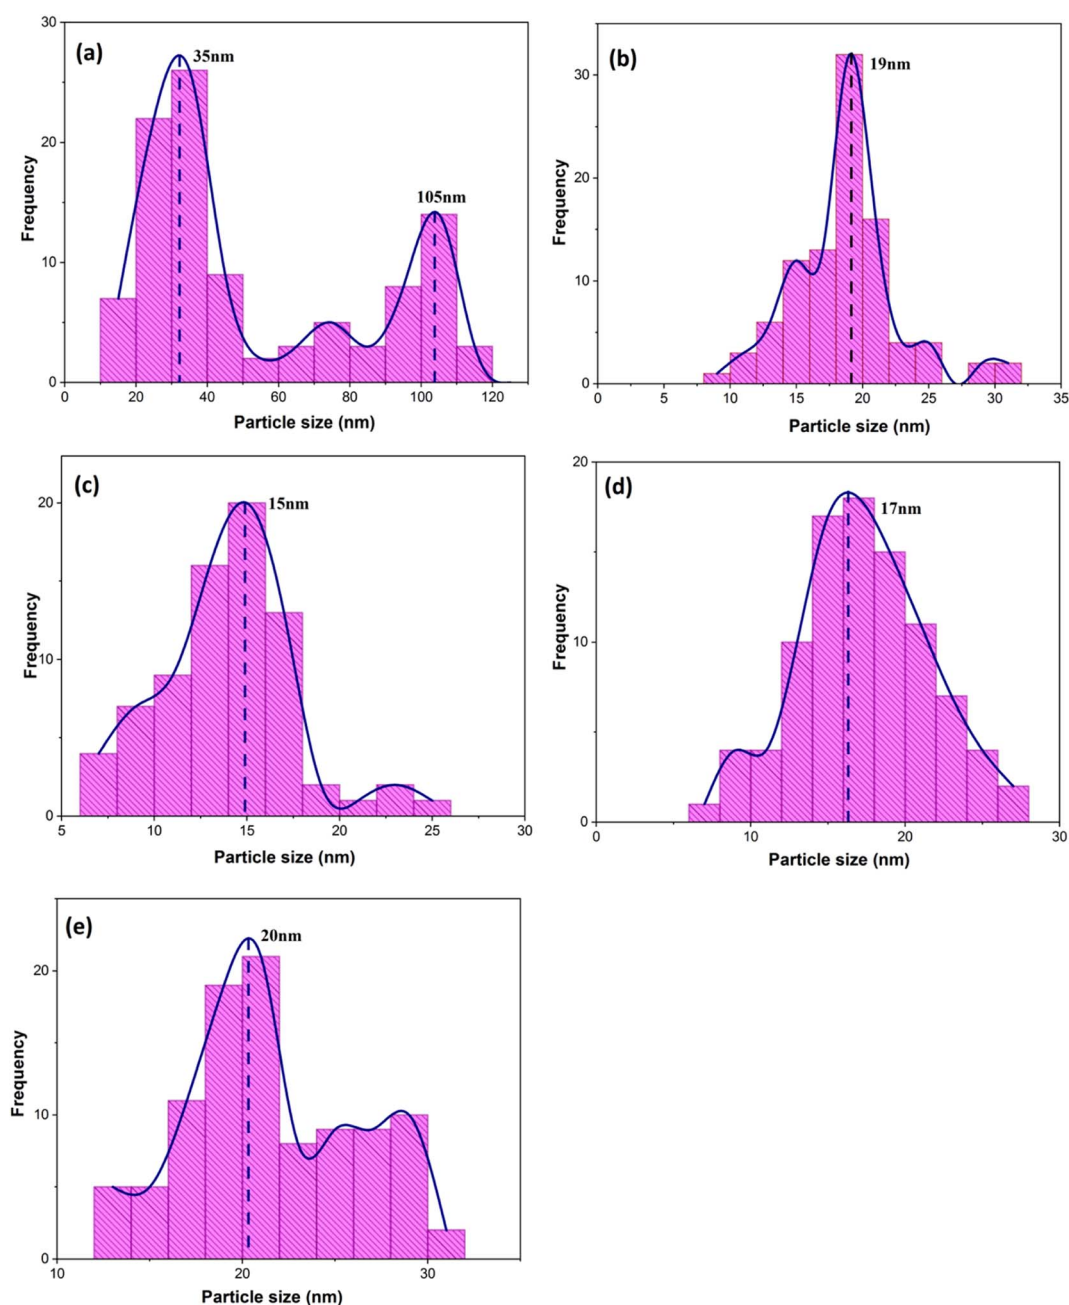 (a)
35nm
105nm
Frequency
30
20
10
0
0 20 40 60 80 100 120
Particle size (nm)
(b)
19nm
Frequency
30
20
10
0
0 5 10 15 20 25 30 35
Particle size (nm)
(c)
15nm
Frequency
20
10
0
5 10 15 20 25 30
Particle size (nm)
(d)
17nm
Frequency
20
10
0
0 10 20 30
Particle size (nm)
(e)
20nm
Frequency
20
10
0
10 20 30
Particle size (nm)